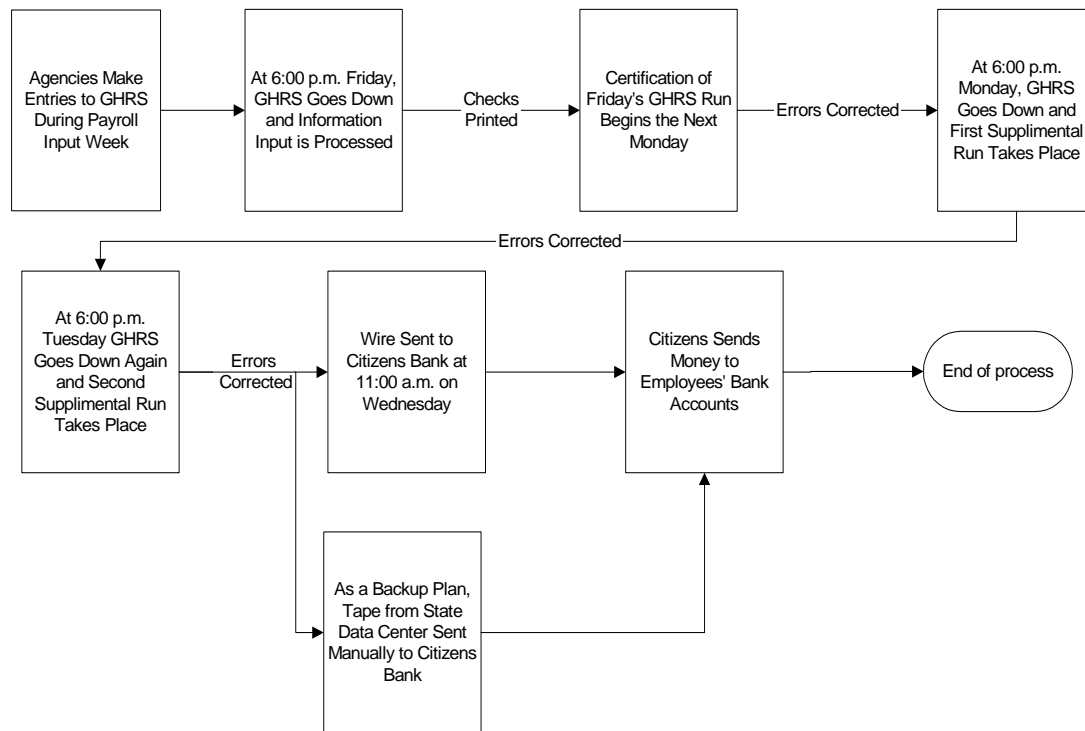 Agencies Make
Entries to GHRS
During Payroll
Input Week
At 6:00 p.m. Friday,
GHRS Goes Down
and Information
Input is Processed
Checks
Printed
Certification of
Friday's GHRS Run
Begins the Next
Monday
Errors Corrected
At 6:00 p.m.
Monday, GHRS
Goes Down and
First Supplimental
Run Takes Place
Errors Corrected
At 6:00 p.m.
Tuesday GHRS
Goes Down Again
and Second
Supplimental Run
Takes Place
Errors
Corrected
Wire Sent to
Citizens Bank at
11:00 a.m. on
Wednesday
Citizens Sends
Money to
Employees' Bank
Accounts
End of process
As a Backup Plan,
Tape from State
Data Center Sent
Manually to Citizens
Bank